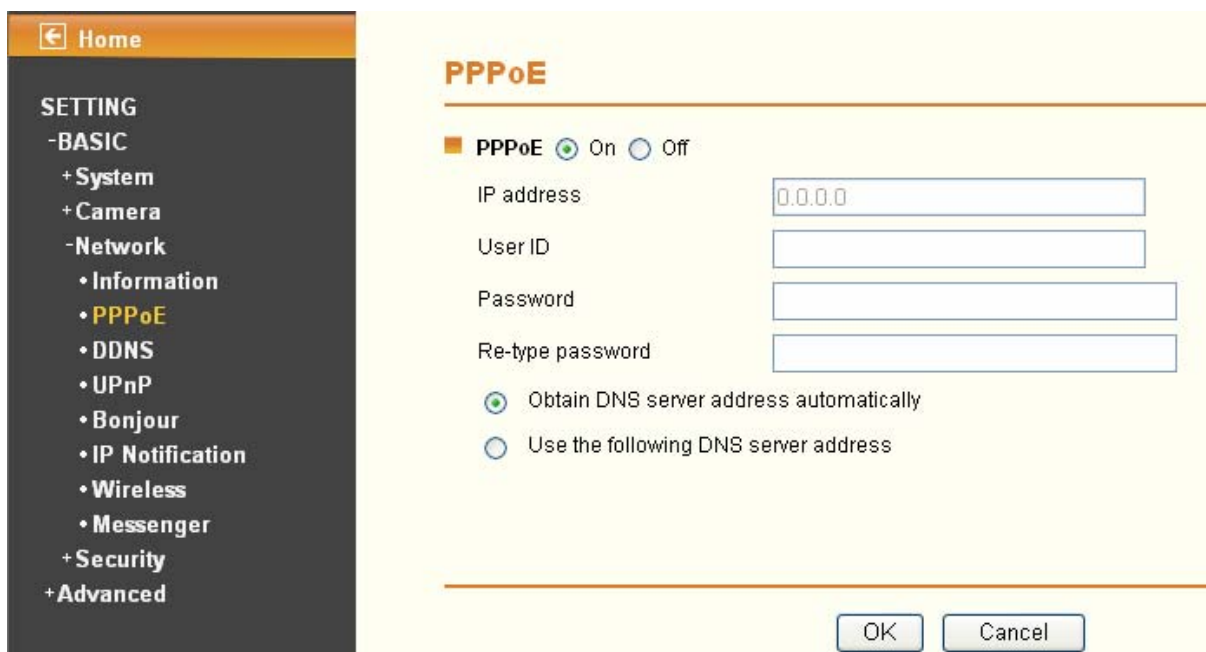 Home
SETTING
-BASIC
+System
+Camera
-Network
•Information
•PPPoE
•DDNS
•UPnP
•Bonjour
•IP Notification
•Wireless
•Messenger
+Security
+Advanced
PPPoE
PPPoE On Off
IP address 0.0.0.0
User ID
Password
Re-type password
Obtain DNS server address automatically
Use the following DNS server address
OK Cancel